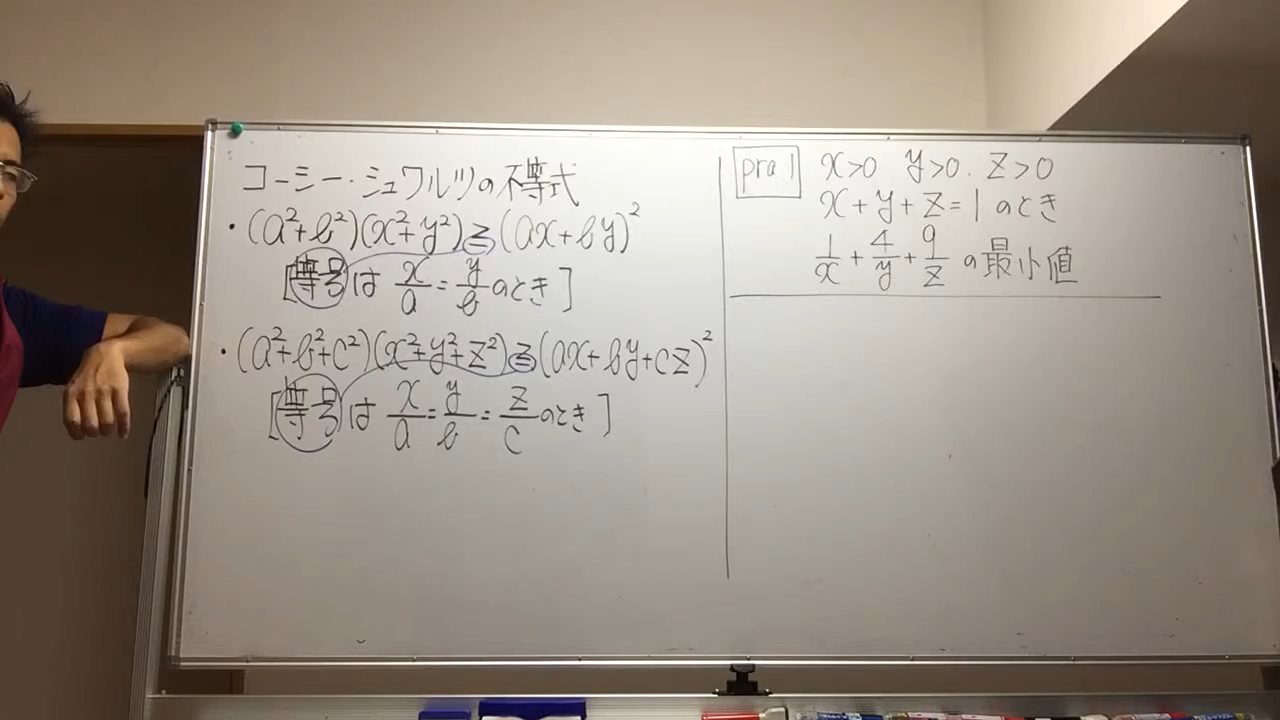 コーシー・シュワルツの不等式
・(a²+b²)(x²+y²)≧(ax+by)²
[等号は x/a = y/b のとき]
・(a²+b²+c²)(x²+y²+z²)≧(ax+by+cz)²
[等号は x/a = y/b = z/c のとき]
pra 1 x>0 y>0. z>0
x+y+z=1のとき
1/x + 4/y + 9/z の最小値